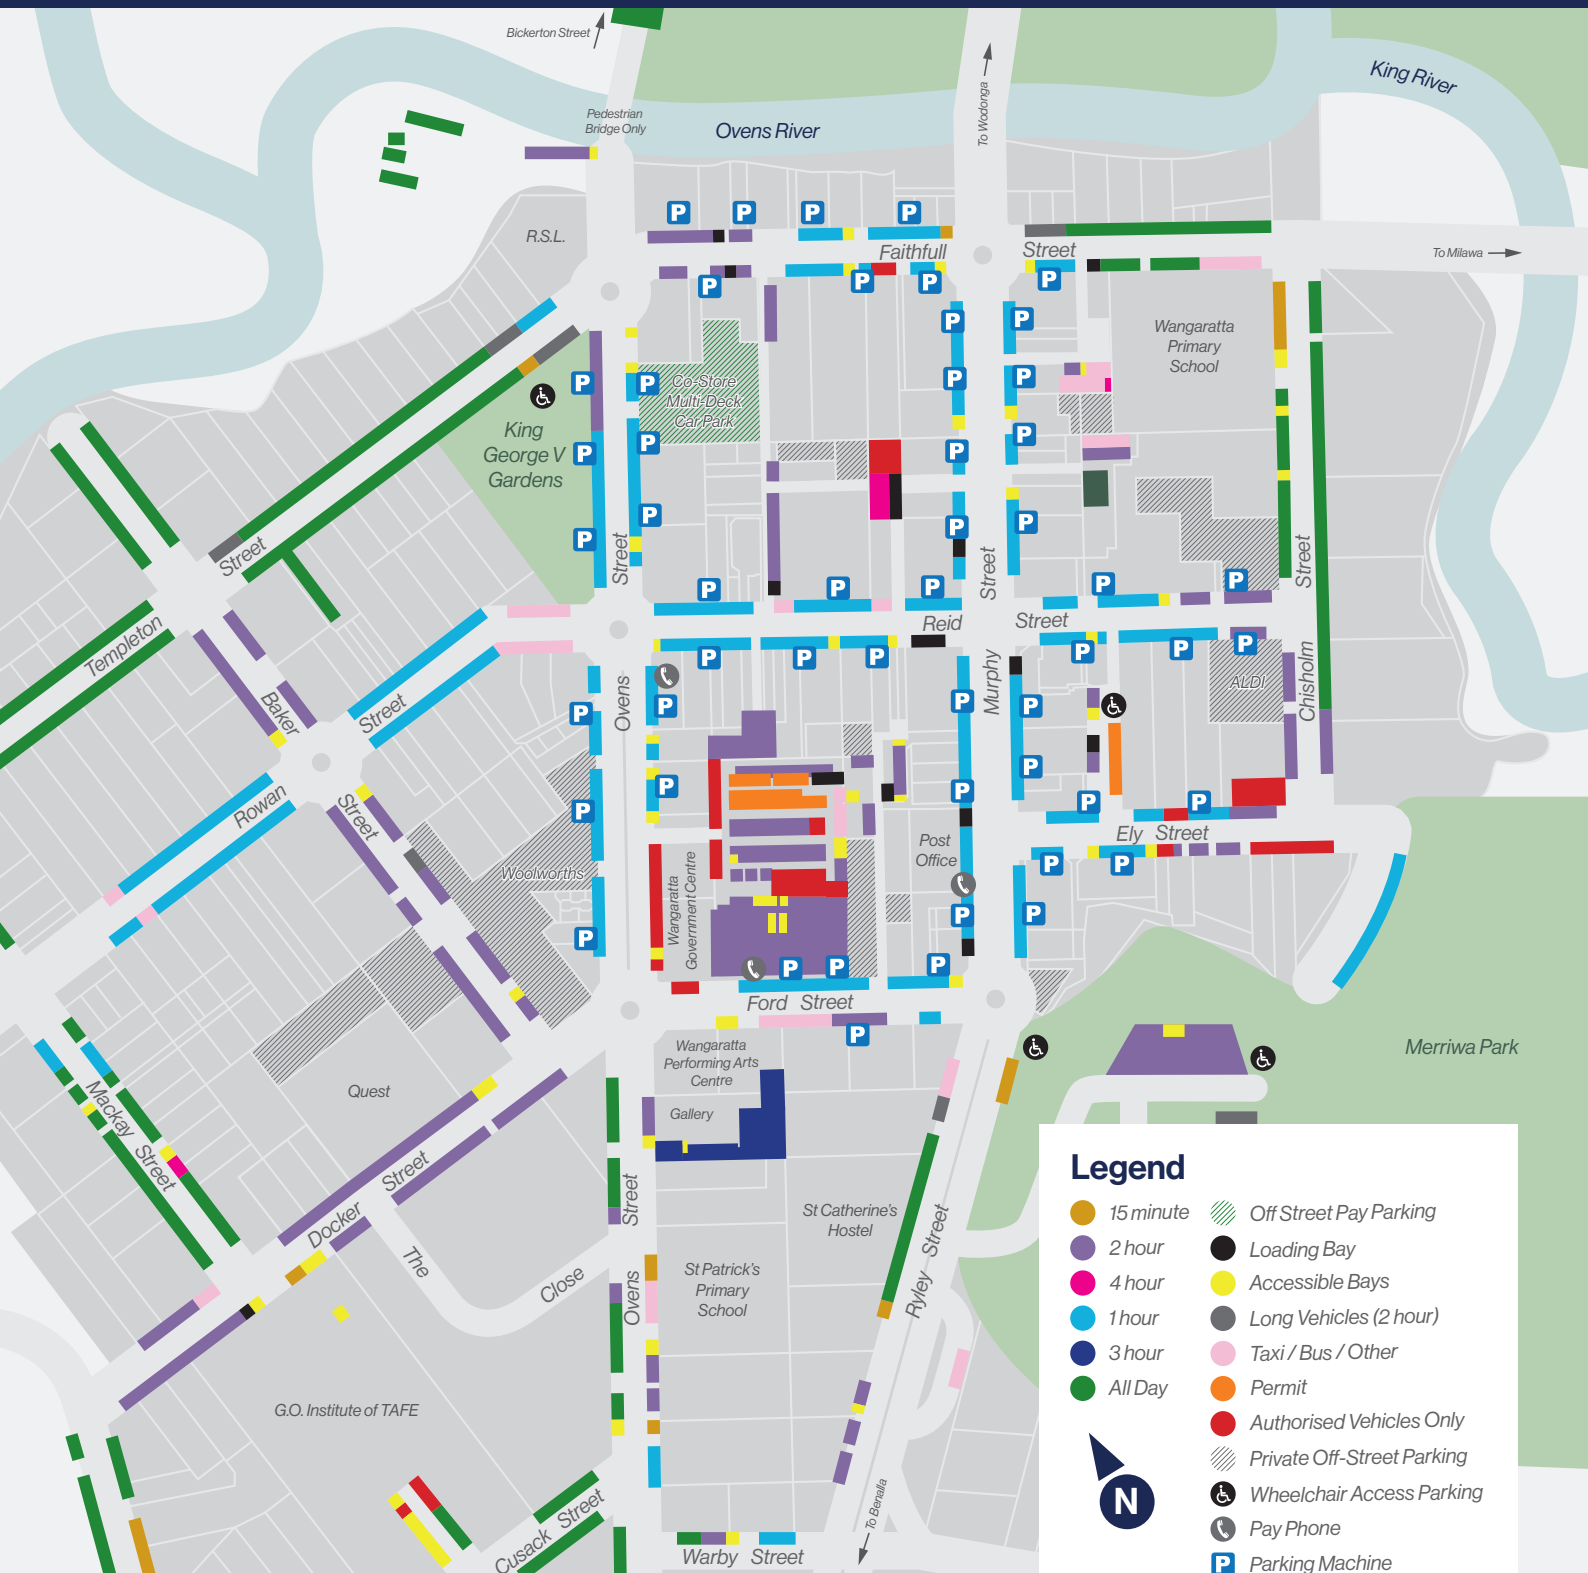 Bickerton Street
King River
Pedestrian
Bridge Only
Ovens River
To Wodonga
R.S.L.
Faithfull
Street
To Milawa
Wangaratta
Primary
School
Co-Store
Multi-Deck
Car Park
King
George V
Gardens
Street
Street
Street
Street
Reid
Street
Templeton
Baker
Street
Ovens
Murphy
ALDI
Chisholm
Rowan
Street
Woolworths
Wangaratta
Government Centre
Post
Office
Ely Street
Ford Street
Wangaratta
Performing Arts
Centre
Gallery
Merriwa Park
Quest
Mackay Street
Docker Street
The
Close
Street
Ovens
St Catherine's
Hostel
Ryley Street
St Patrick's
Primary
School
G.O. Institute of TAFE
To Benalla
Cusack Street
Warby Street
Legend
15 minute
2 hour
4 hour
1 hour
3 hour
All Day
Off Street Pay Parking
Loading Bay
Accessible Bays
Long Vehicles (2 hour)
Taxi / Bus / Other
Permit
Authorised Vehicles Only
Private Off-Street Parking
Wheelchair Access Parking
Pay Phone
P Parking Machine
N